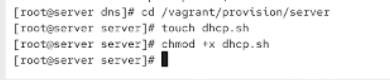 [root@server dns]# cd /vagrant/provision/server
[root@server server]# touch dhcp.sh
[root@server server]# chmod +x dhcp.sh
[root@server server]#